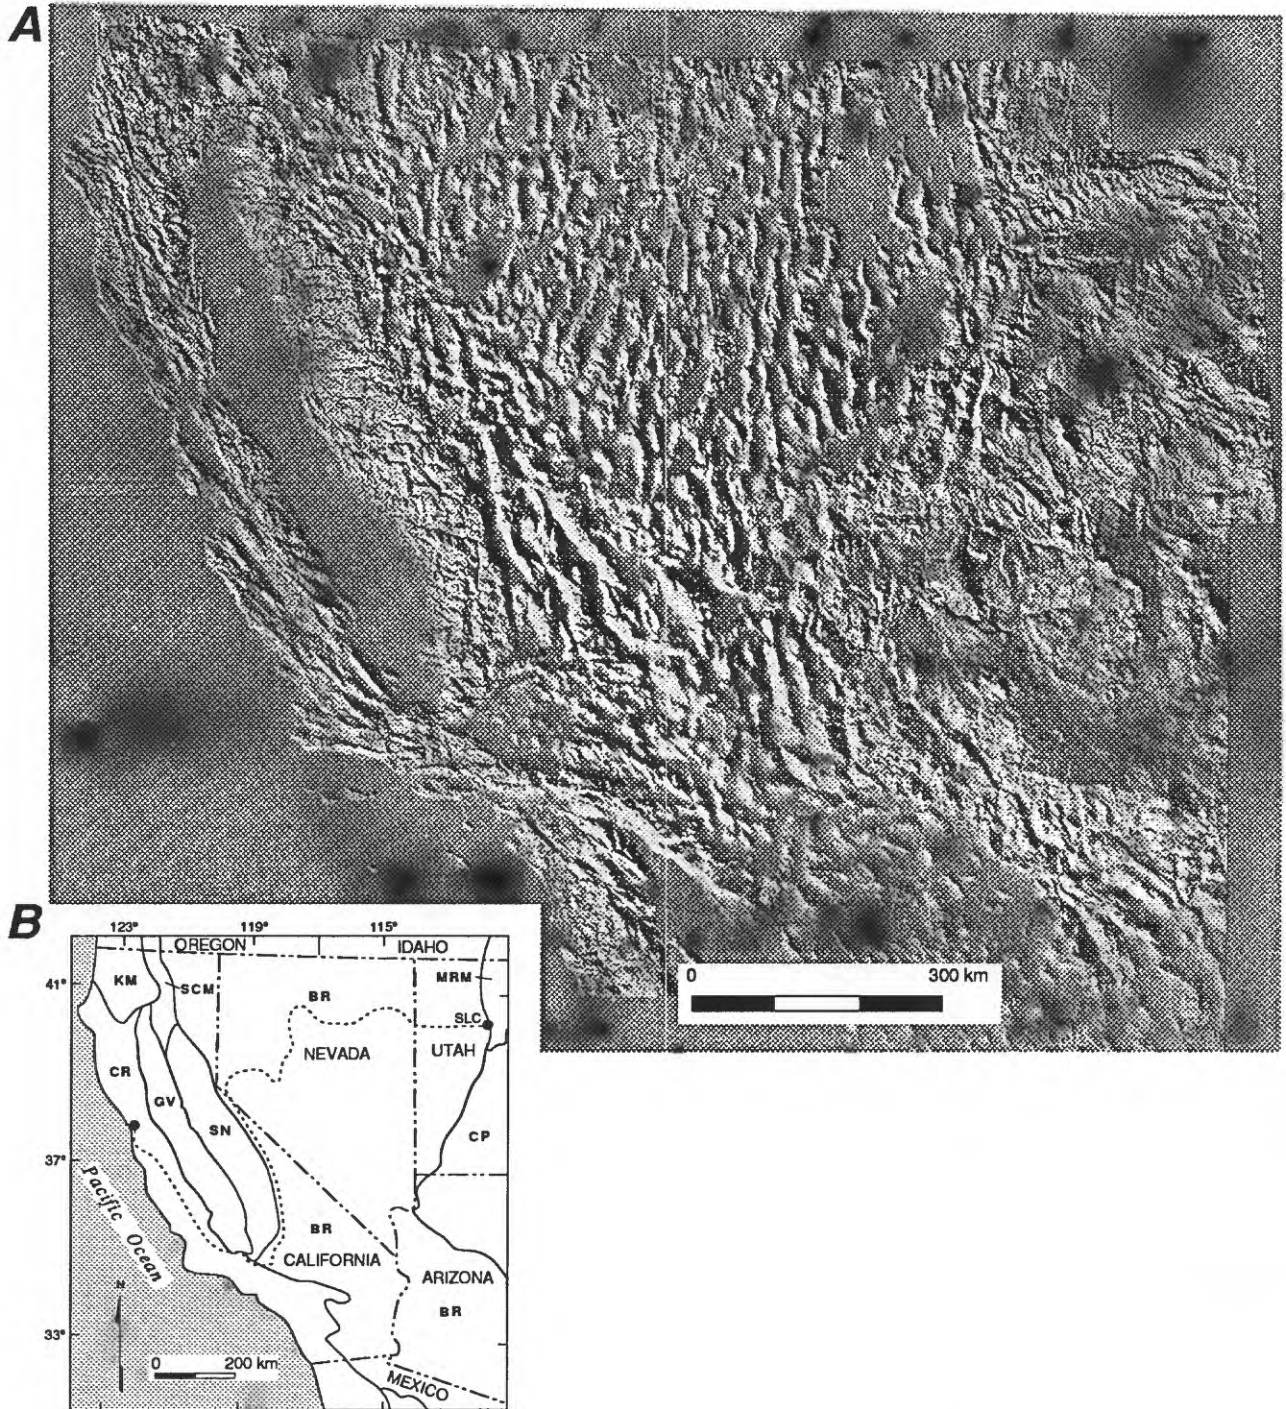 A
0 300 km
B
123° 119° 115°
OREGON IDAHO
41°
KM SCM BR MRM
SLC
NEVADA UTAH
CR
GV
SN
CP
37°
Pacific Ocean
BR
CALIFORNIA
ARIZONA
BR
N
33°
0 200 km
MEXICO